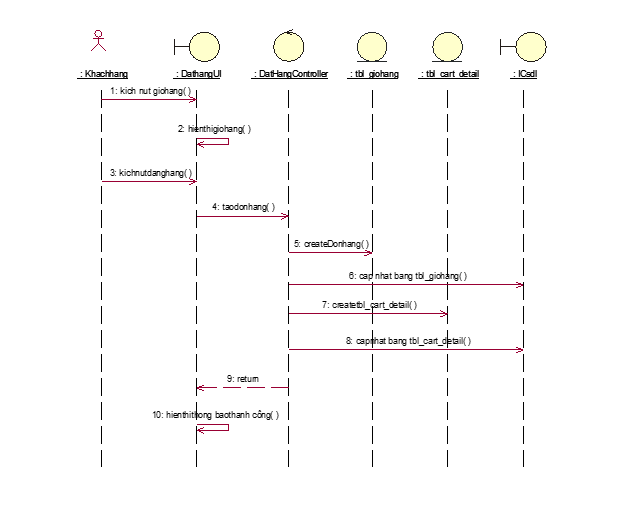 : Khachhang
: DathangUI
: DatHangController
: tbl_giohang
: tbl_cart_detail
: ICsdl
1: kich nut giohang( )
2: hienthigiohang( )
3: kichnutdanghang( )
4: taodonhang( )
5: createDonhang( )
6: cap nhat bang tbl_giohang( )
7: createtbl_cart_detail( )
8: capnhat bang tbl_cart_detail( )
9: return
10: hienthithong baothanh công( )